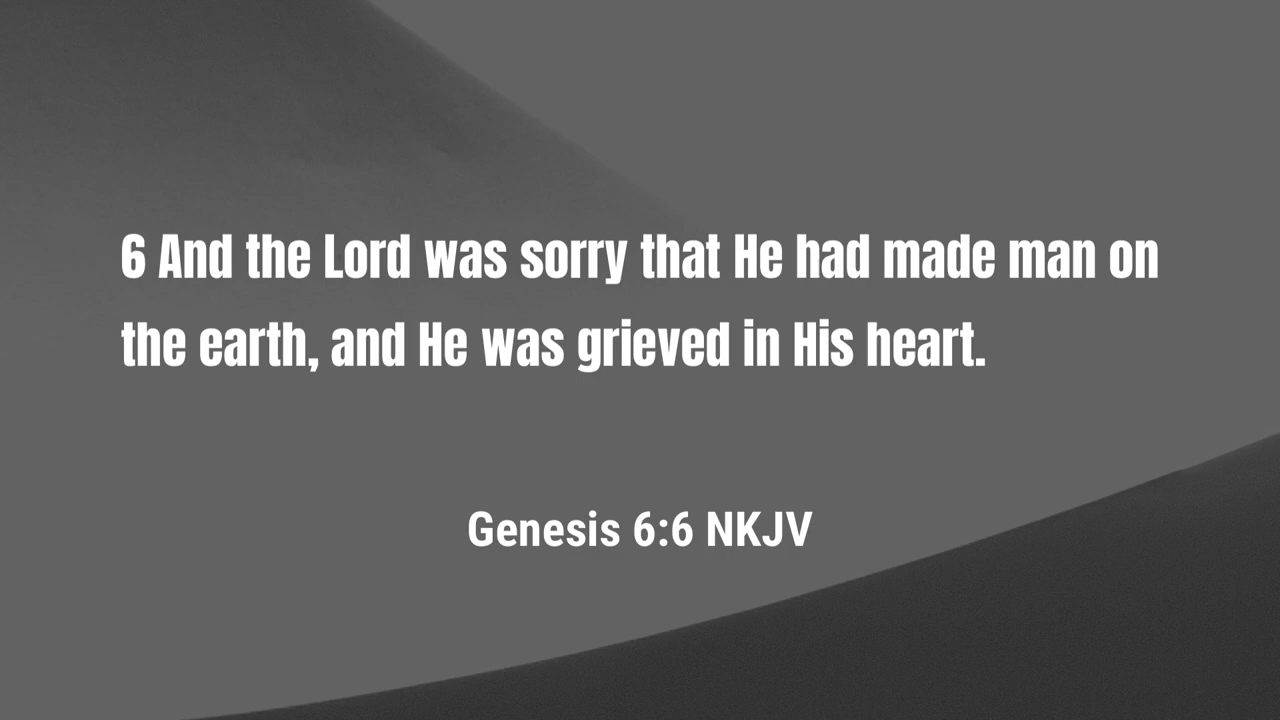 6 And the Lord was sorry that He had made man on
the earth, and He was grieved in His heart.
Genesis 6:6 NKJV